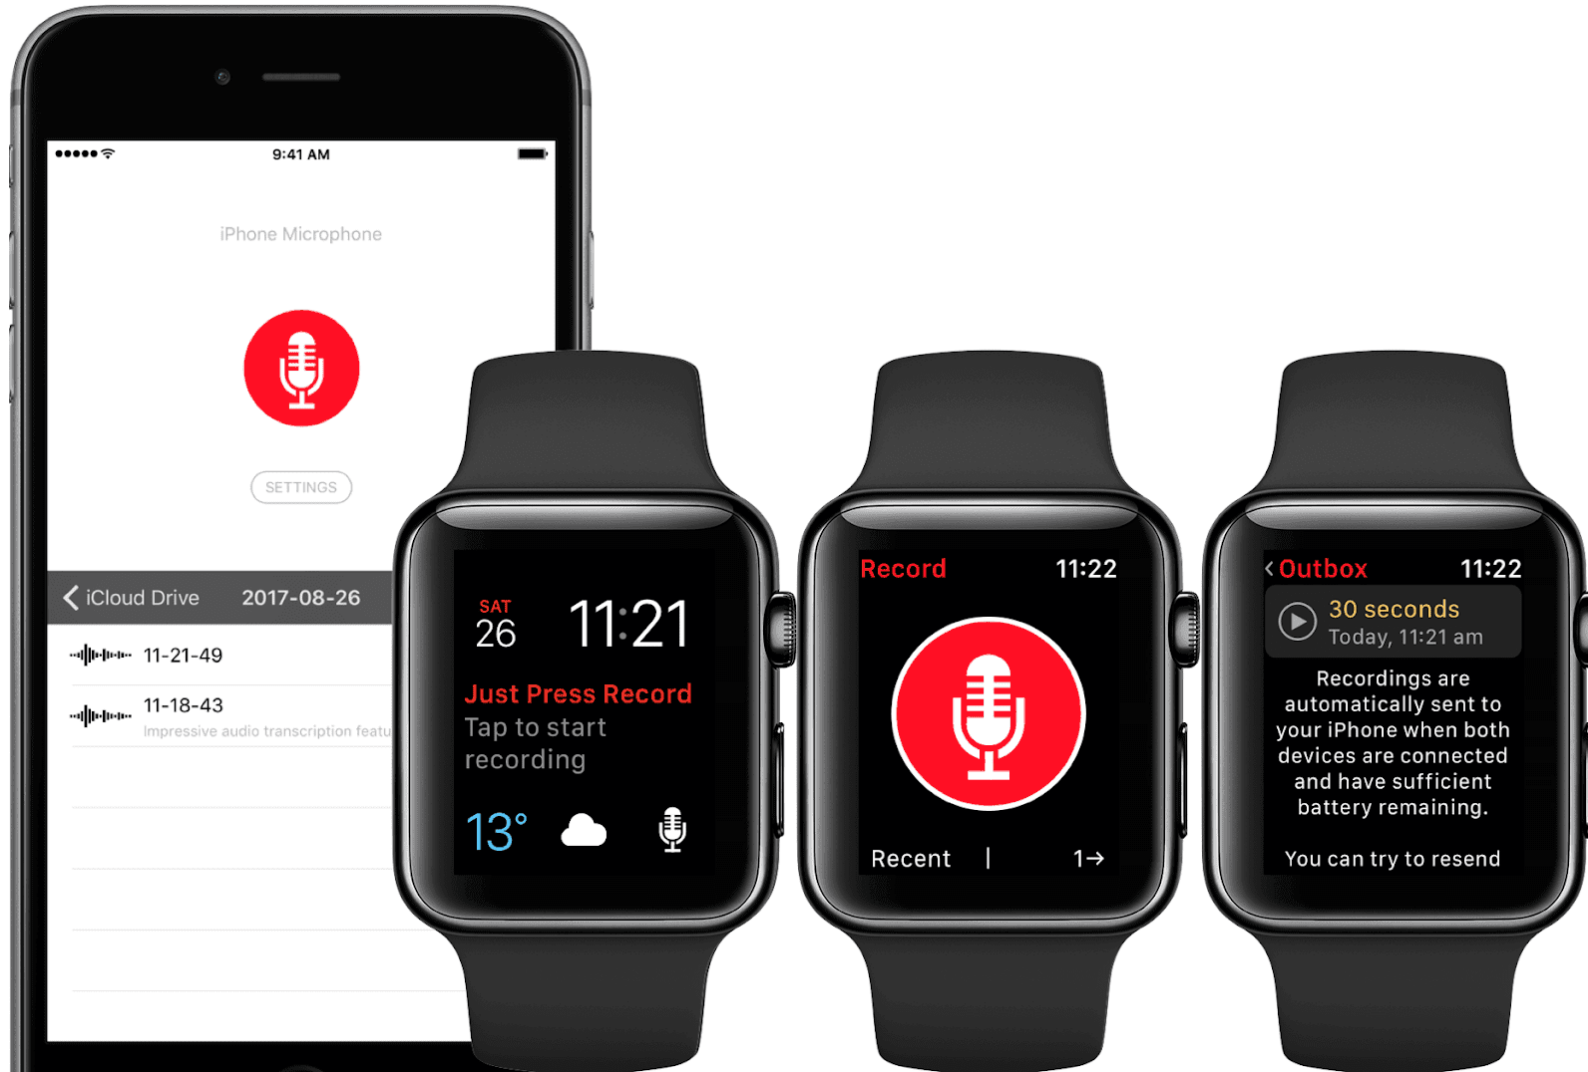 9:41 AM
iPhone Microphone
SETTINGS
iCloud Drive 2017-08-26
11-21-49
11-18-43
Impressive audio transcription featu
SAT
26
11:21
Just Press Record
Tap to start
recording
13°
Record 11:22
Recent | 1→
<Outbox 11:22
30 seconds
Today, 11:21 am
Recordings are
automatically sent to
your iPhone when both
devices are connected
and have sufficient
battery remaining.
You can try to resend